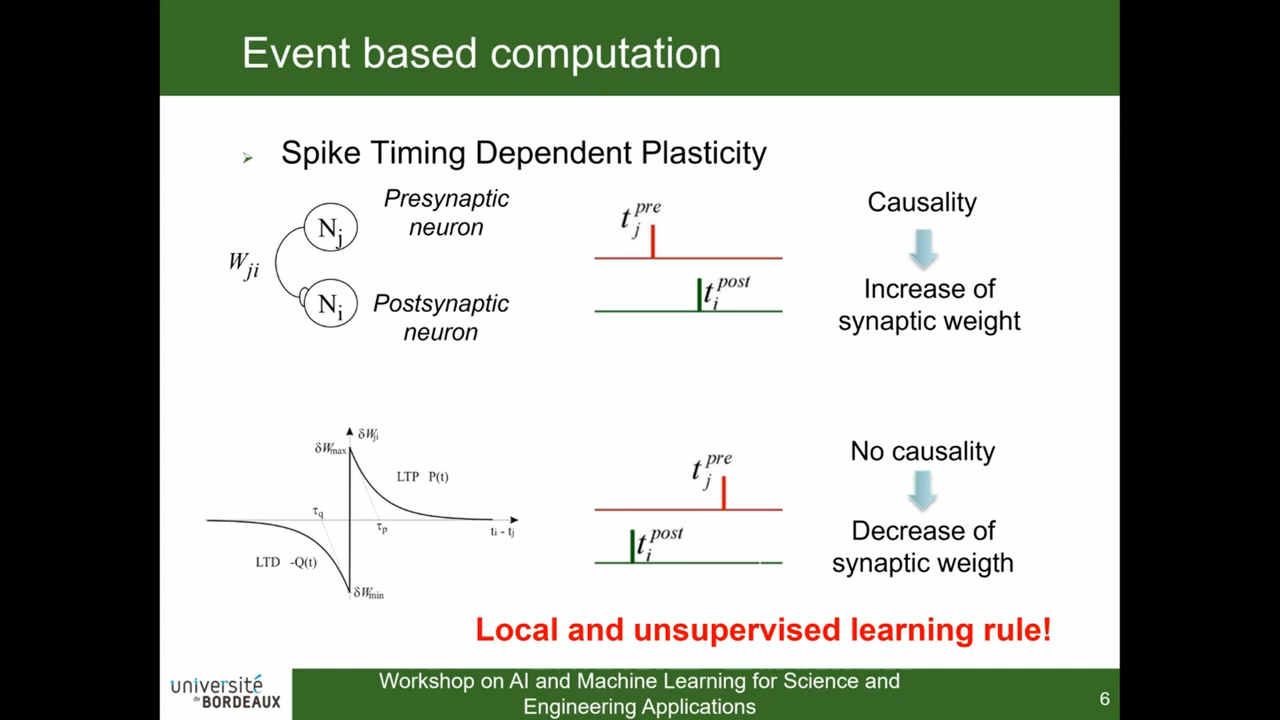 Event based computation
Spike Timing Dependent Plasticity
Presynaptic
neuron
N_j
W_ji
N_i
Postsynaptic
neuron
t_j^pre
t_i^post
Causality
Increase of
synaptic weight
δW_ji
δW_max
LTP P(t)
τ_q
τ_p
t_i - t_j
LTD -Q(t)
δW_min
t_j^pre
t_i^post
No causality
Decrease of
synaptic weigth
Local and unsupervised learning rule!
université
de BORDEAUX
Workshop on AI and Machine Learning for Science and
Engineering Applications
6